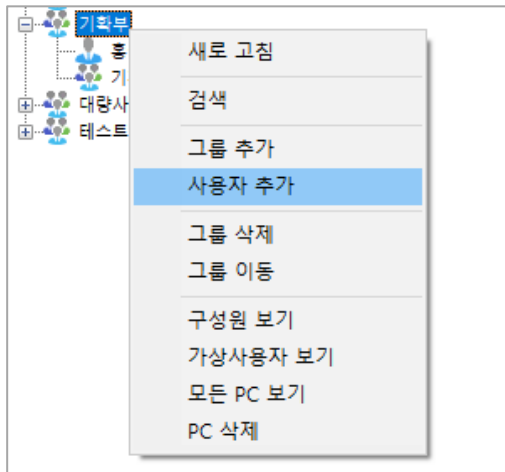 기확부
홍
기
대량사
테스트
새로 고침
검색
그룹 추가
사용자 추가
그룹 삭제
그룹 이동
구성원 보기
가상사용자 보기
모든 PC 보기
PC 삭제